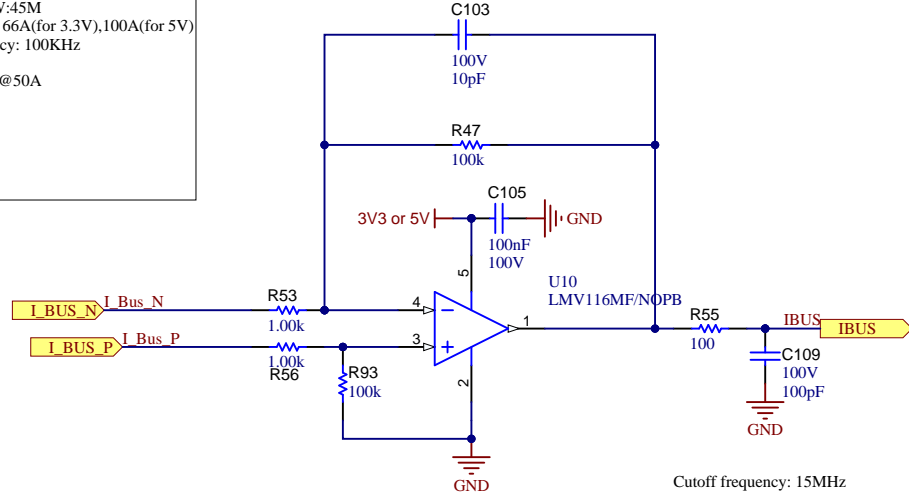 :45M
66A(for 3.3V),100A(for 5V)
cy: 100KHz
@50A
C103
100V
10pF
R47
100k
C105
3V3 or 5V
GND
100nF
100V
5
U10
LMV116MF/NOPB
I_BUS_N
I_Bus_N
R53
1.00k
4
1
R55
100
IBUS
IBUS
I_BUS_P
I_Bus_P
1.00k
R56
3
R93
100k
2
C109
100V
100pF
GND
GND
Cutoff frequency: 15MHz